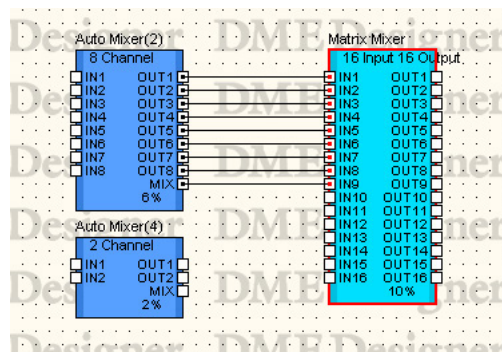 Auto Mixer(2)
8 Channel
IN1 OUT1
IN2 OUT2
IN3 OUT3
IN4 OUT4
IN5 OUT5
IN6 OUT6
IN7 OUT7
IN8 OUT8
MIX
6%
Auto Mixer(4)
2 Channel
IN1 OUT1
IN2 OUT2
MIX
2%
Matrix Mixer
16 Input 16 Output
IN1 OUT1
IN2 OUT2
IN3 OUT3
IN4 OUT4
IN5 OUT5
IN6 OUT6
IN7 OUT7
IN8 OUT8
IN9 OUT9
IN10 OUT10
IN11 OUT11
IN12 OUT12
IN13 OUT13
IN14 OUT14
IN15 OUT15
IN16 OUT16
10%
DME Designer